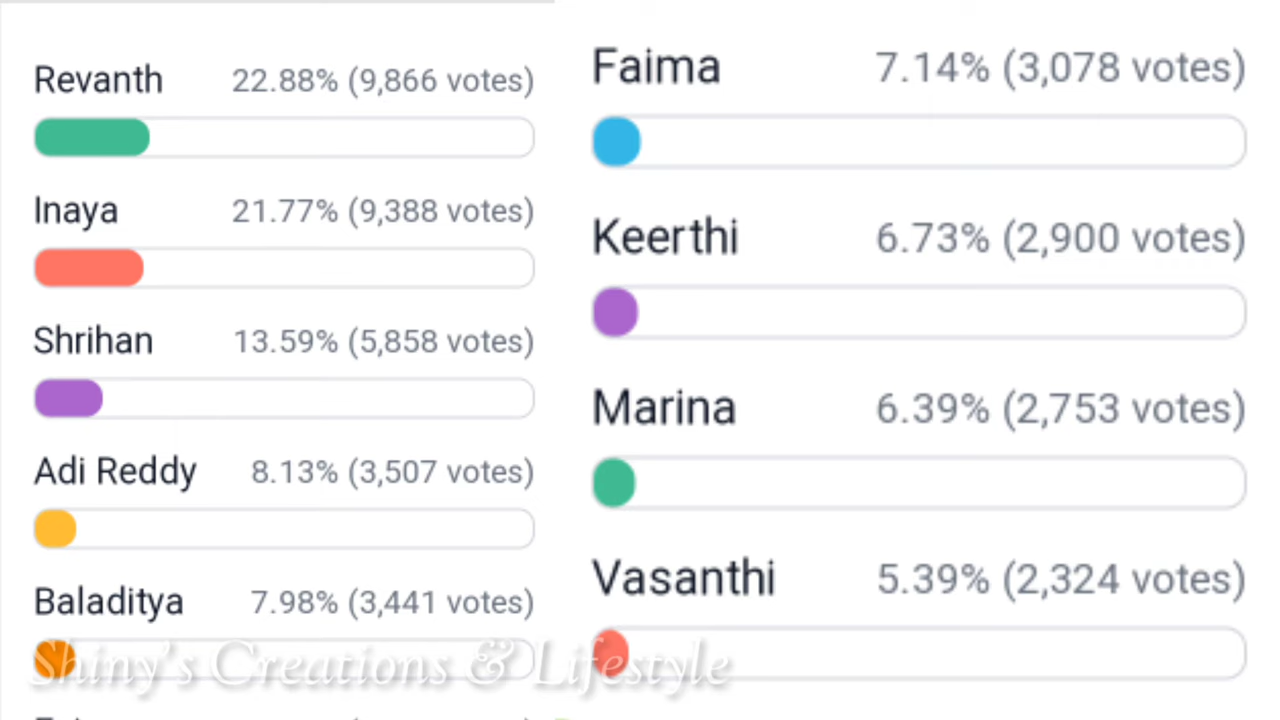 Revanth 22.88% (9,866 votes)
Inaya 21.77% (9,388 votes)
Shrihan 13.59% (5,858 votes)
Adi Reddy 8.13% (3,507 votes)
Baladitya 7.98% (3,441 votes)
Faima 7.14% (3,078 votes)
Keerthi 6.73% (2,900 votes)
Marina 6.39% (2,753 votes)
Vasanthi 5.39% (2,324 votes)
Shiny's Creations & Lifestyle